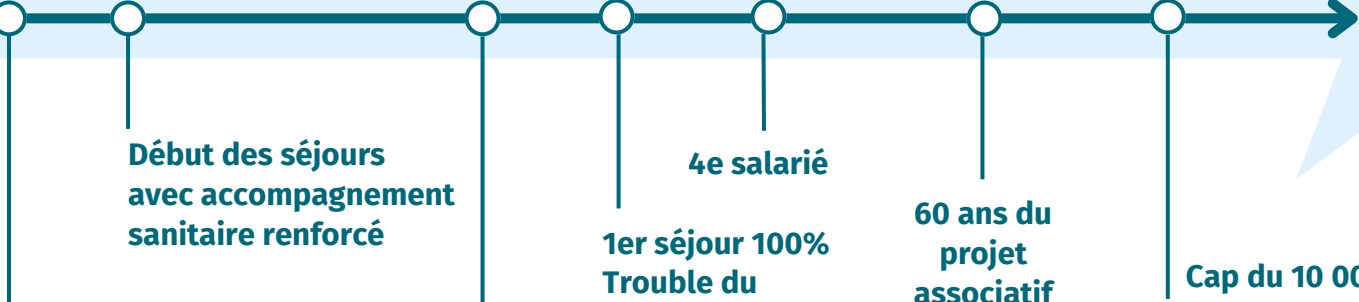 Début des séjours
avec accompagnement
sanitaire renforcé
1er séjour 100%
Trouble du
4e salarié
60 ans du
projet
associatif
Cap du 10 00